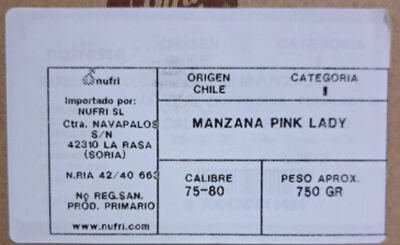 nufri
Importado por:
NUFRI SL
Ctra. NAVAPALOS
S/N
42310 LA RASA
(SORIA)
N.RIA 42/40 663
Nº REG.SAN.
PROD. PRIMARIO
www.nufri.com
ORIGEN
CHILE
CATEGORIA
I
MANZANA PINK LADY
CALIBRE
75-80
PESO APROX.
750 GR